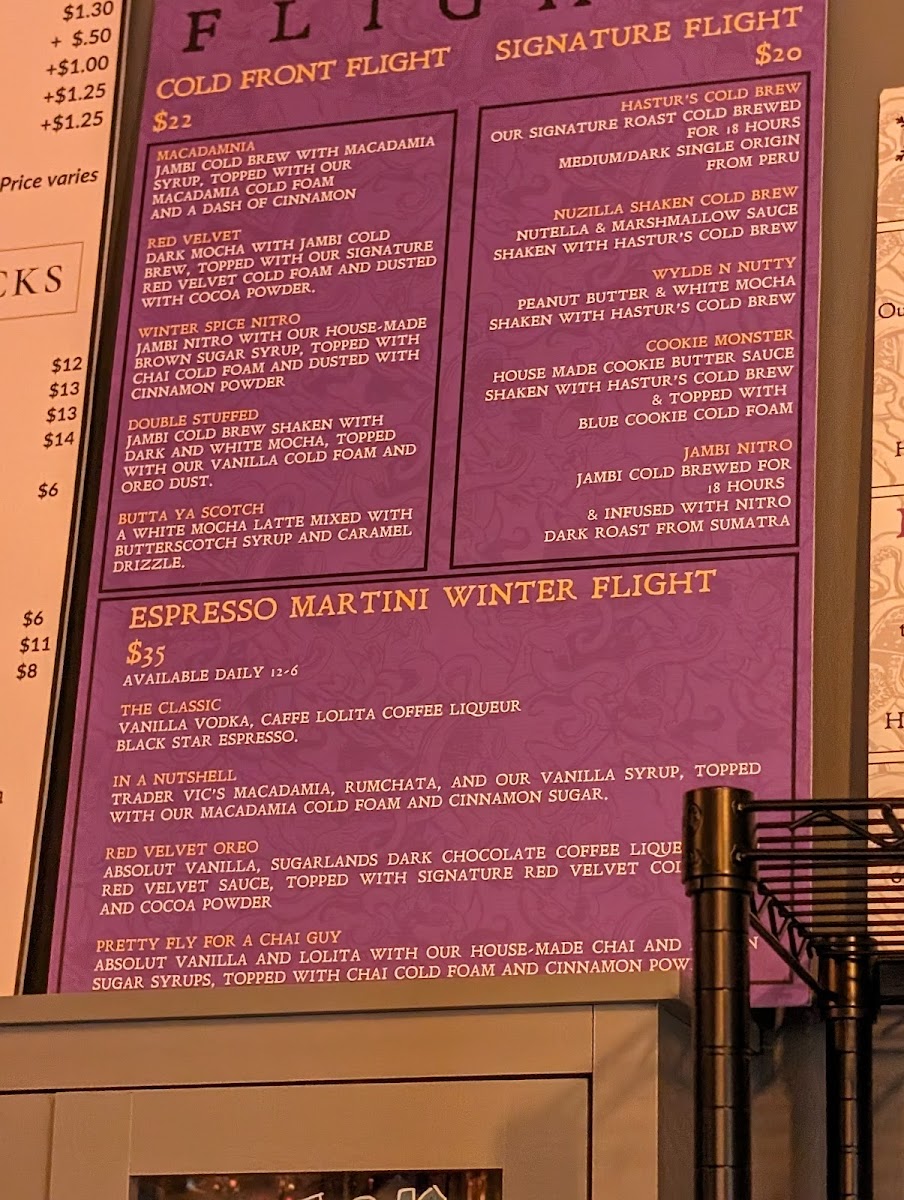 $1.30
+ $.50
+$1.00
+$1.25
+$1.25
Price varies
CKS
$12
$13
$13
$14
$6
$6
$11
$8
COLD FRONT FLIGHT
$22
MACADAMNIA
JAMBI COLD BREW WITH MACADAMIA
SYRUP, TOPPED WITH OUR
MACADAMIA COLD FOAM
AND A DASH OF CINNAMON
RED VELVET
DARK MOCHA WITH JAMBI COLD
BREW, TOPPED WITH OUR SIGNATURE
RED VELVET COLD FOAM AND DUSTED
WITH COCOA POWDER.
WINTER SPICE NITRO
JAMBI NITRO WITH OUR HOUSE-MADE
BROWN SUGAR SYRUP, TOPPED WITH
CHAI COLD FOAM AND DUSTED WITH
CINNAMON POWDER
DOUBLE STUFFED
JAMBI COLD BREW SHAKEN WITH
DARK AND WHITE MOCHA, TOPPED
WITH OUR VANILLA COLD FOAM AND
OREO DUST.
BUTTA YA SCOTCH
A WHITE MOCHA LATTE MIXED WITH
BUTTERSCOTCH SYRUP AND CARAMEL
DRIZZLE.
SIGNATURE FLIGHT
$20
HASTUR'S COLD BREW
OUR SIGNATURE ROAST COLD BREWED
FOR 18 HOURS
MEDIUM/DARK SINGLE ORIGIN
FROM PERU
NUZILLA SHAKEN COLD BREW
NUTELLA & MARSHMALLOW SAUCE
SHAKEN WITH HASTUR'S COLD BREW
WYLDE N NUTTY
PEANUT BUTTER & WHITE MOCHA
SHAKEN WITH HASTUR'S COLD BREW
COOKIE MONSTER
HOUSE MADE COOKIE BUTTER SAUCE
SHAKEN WITH HASTUR'S COLD BREW
& TOPPED WITH
BLUE COOKIE COLD FOAM
JAMBI NITRO
JAMBI COLD BREWED FOR
18 HOURS
& INFUSED WITH NITRO
DARK ROAST FROM SUMATRA
ESPRESSO MARTINI WINTER FLIGHT
$35
AVAILABLE DAILY 12-6
THE CLASSIC
VANILLA VODKA, CAFFE LOLITA COFFEE LIQUEUR
BLACK STAR ESPRESSO.
IN A NUTSHELL
TRADER VIC'S MACADAMIA, RUMCHATA, AND OUR VANILLA SYRUP, TOPPED
WITH OUR MACADAMIA COLD FOAM AND CINNAMON SUGAR.
RED VELVET OREO
ABSOLUT VANILLA, SUGARLANDS DARK CHOCOLATE COFFEE LIQUE
RED VELVET SAUCE, TOPPED WITH SIGNATURE RED VELVET COL
AND COCOA POWDER
PRETTY FLY FOR A CHAI GUY
ABSOLUT VANILLA AND LOLITA WITH OUR HOUSE-MADE CHAI AND
SUGAR SYRUPS, TOPPED WITH CHAI COLD FOAM AND CINNAMON POW